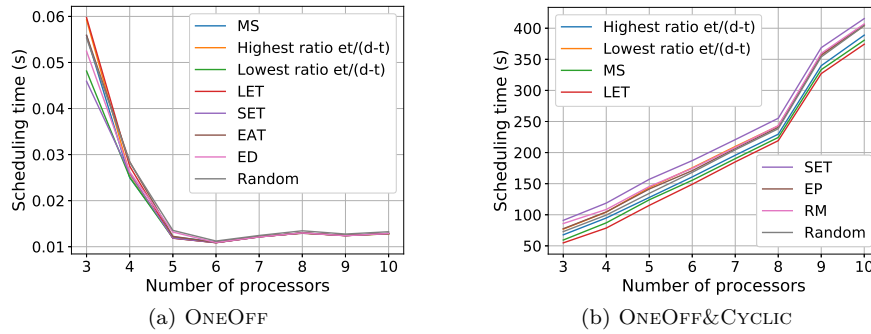 0.06
0.05
0.04
0.03
0.02
0.01
Scheduling time (s)
MS
Highest ratio et/(d-t)
Lowest ratio et/(d-t)
LET
SET
EAT
ED
Random
3 4 5 6 7 8 9 10
Number of processors
(a) OneOff
400
350
300
250
200
150
100
50
Scheduling time (s)
Highest ratio et/(d-t)
Lowest ratio et/(d-t)
MS
LET
SET
EP
RM
Random
3 4 5 6 7 8 9 10
Number of processors
(b) OneOff&Cyclic